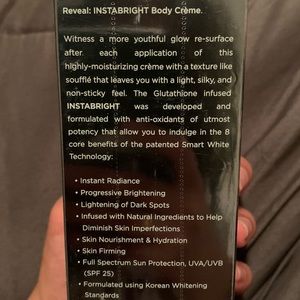 Reveal: INSTABRIGHT Body Crème.
Witness a more youthful glow re-surface
after each application of this
highly-moisturizing crème with a texture like
soufflé that leaves you with a light, silky, and
non-sticky feel. The Glutathione infused
INSTABRIGHT was developed and
formulated with anti-oxidants of utmost
potency that allow you to indulge in the 8
core benefits of the patented Smart White
Technology:
• Instant Radiance
• Progressive Brightening
• Lightening of Dark Spots
• Infused with Natural Ingredients to Help
Diminish Skin Imperfections
• Skin Nourishment & Hydration
• Skin Firming
• Full Spectrum Sun Protection, UVA/UVB
(SPF 25)
• Formulated using Korean Whitening
Standards